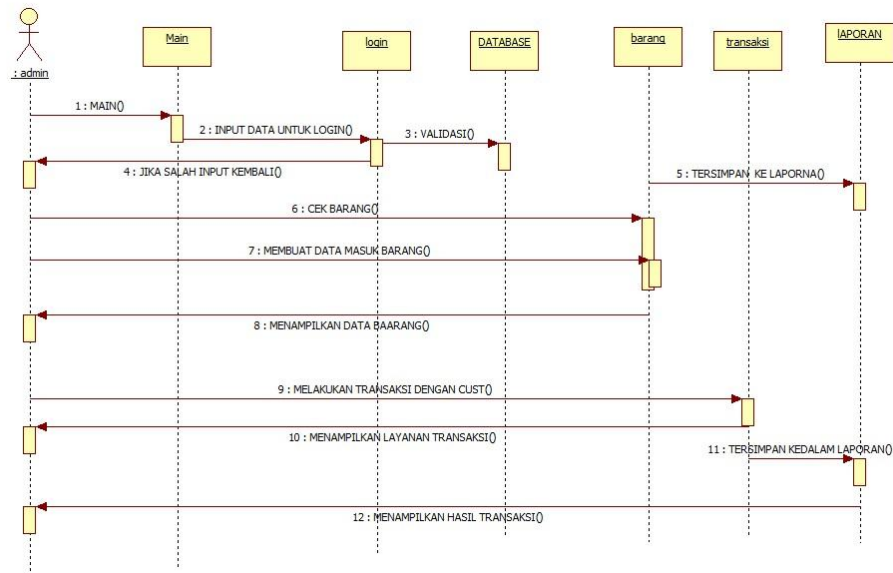 Main
login
DATABASE
barang
transaksi
lAPORAN
: admin
1 : MAIN()
2 : INPUT DATA UNTUK LOGIN()
3 : VALIDASI()
4 : JIKA SALAH INPUT KEMBALI()
5 : TERSIMPAN KE LAPORNA()
6 : CEK BARANG()
7 : MEMBUAT DATA MASUK BARANG()
8 : MENAMPILKAN DATA BAARANG()
9 : MELAKUKAN TRANSAKSI DENGAN CUST()
10 : MENAMPILKAN LAYANAN TRANSAKSI()
11 : TERSIMPAN KEDALAM LAPORAN()
12 : MENAMPILKAN HASIL TRANSAKSI()